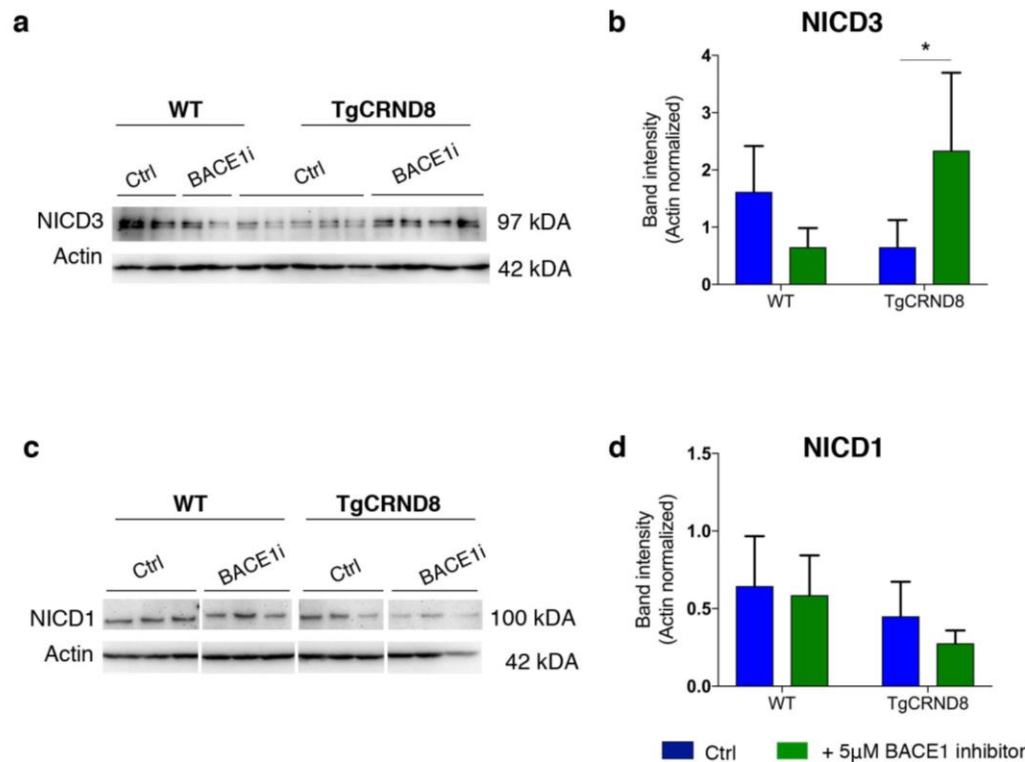 a
WT TgCRND8
Ctrl BACE1i Ctrl BACE1i
NICD3 97 kDA
Actin 42 kDA
b
NICD3
*
4
3
2
1
0
Band intensity
(Actin normalized)
WT TgCRND8
c
WT TgCRND8
Ctrl BACE1i Ctrl BACE1i
NICD1 100 kDA
Actin 42 kDA
d
NICD1
1.5
1.0
0.5
0.0
Band intensity
(Actin normalized)
WT TgCRND8
Ctrl + 5µM BACE1 inhibitor